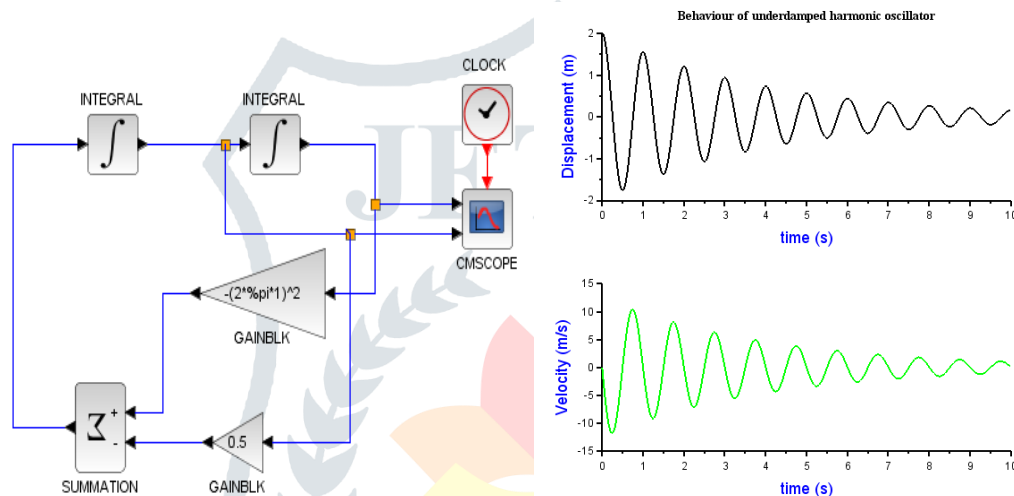 CLOCK
INTEGRAL
INTEGRAL
∫
∫
CMSCOPE
-(2*%pi*1)^2
GAINBLK
Σ
+
-
0.5
SUMMATION
GAINBLK
JET
Behaviour of underdamped harmonic oscillator
Displacement (m)
2
1
0
-1
-2
0 1 2 3 4 5 6 7 8 9 10
time (s)
Velocity (m/s)
15
10
5
0
-5
-10
-15
0 1 2 3 4 5 6 7 8 9 10
time (s)